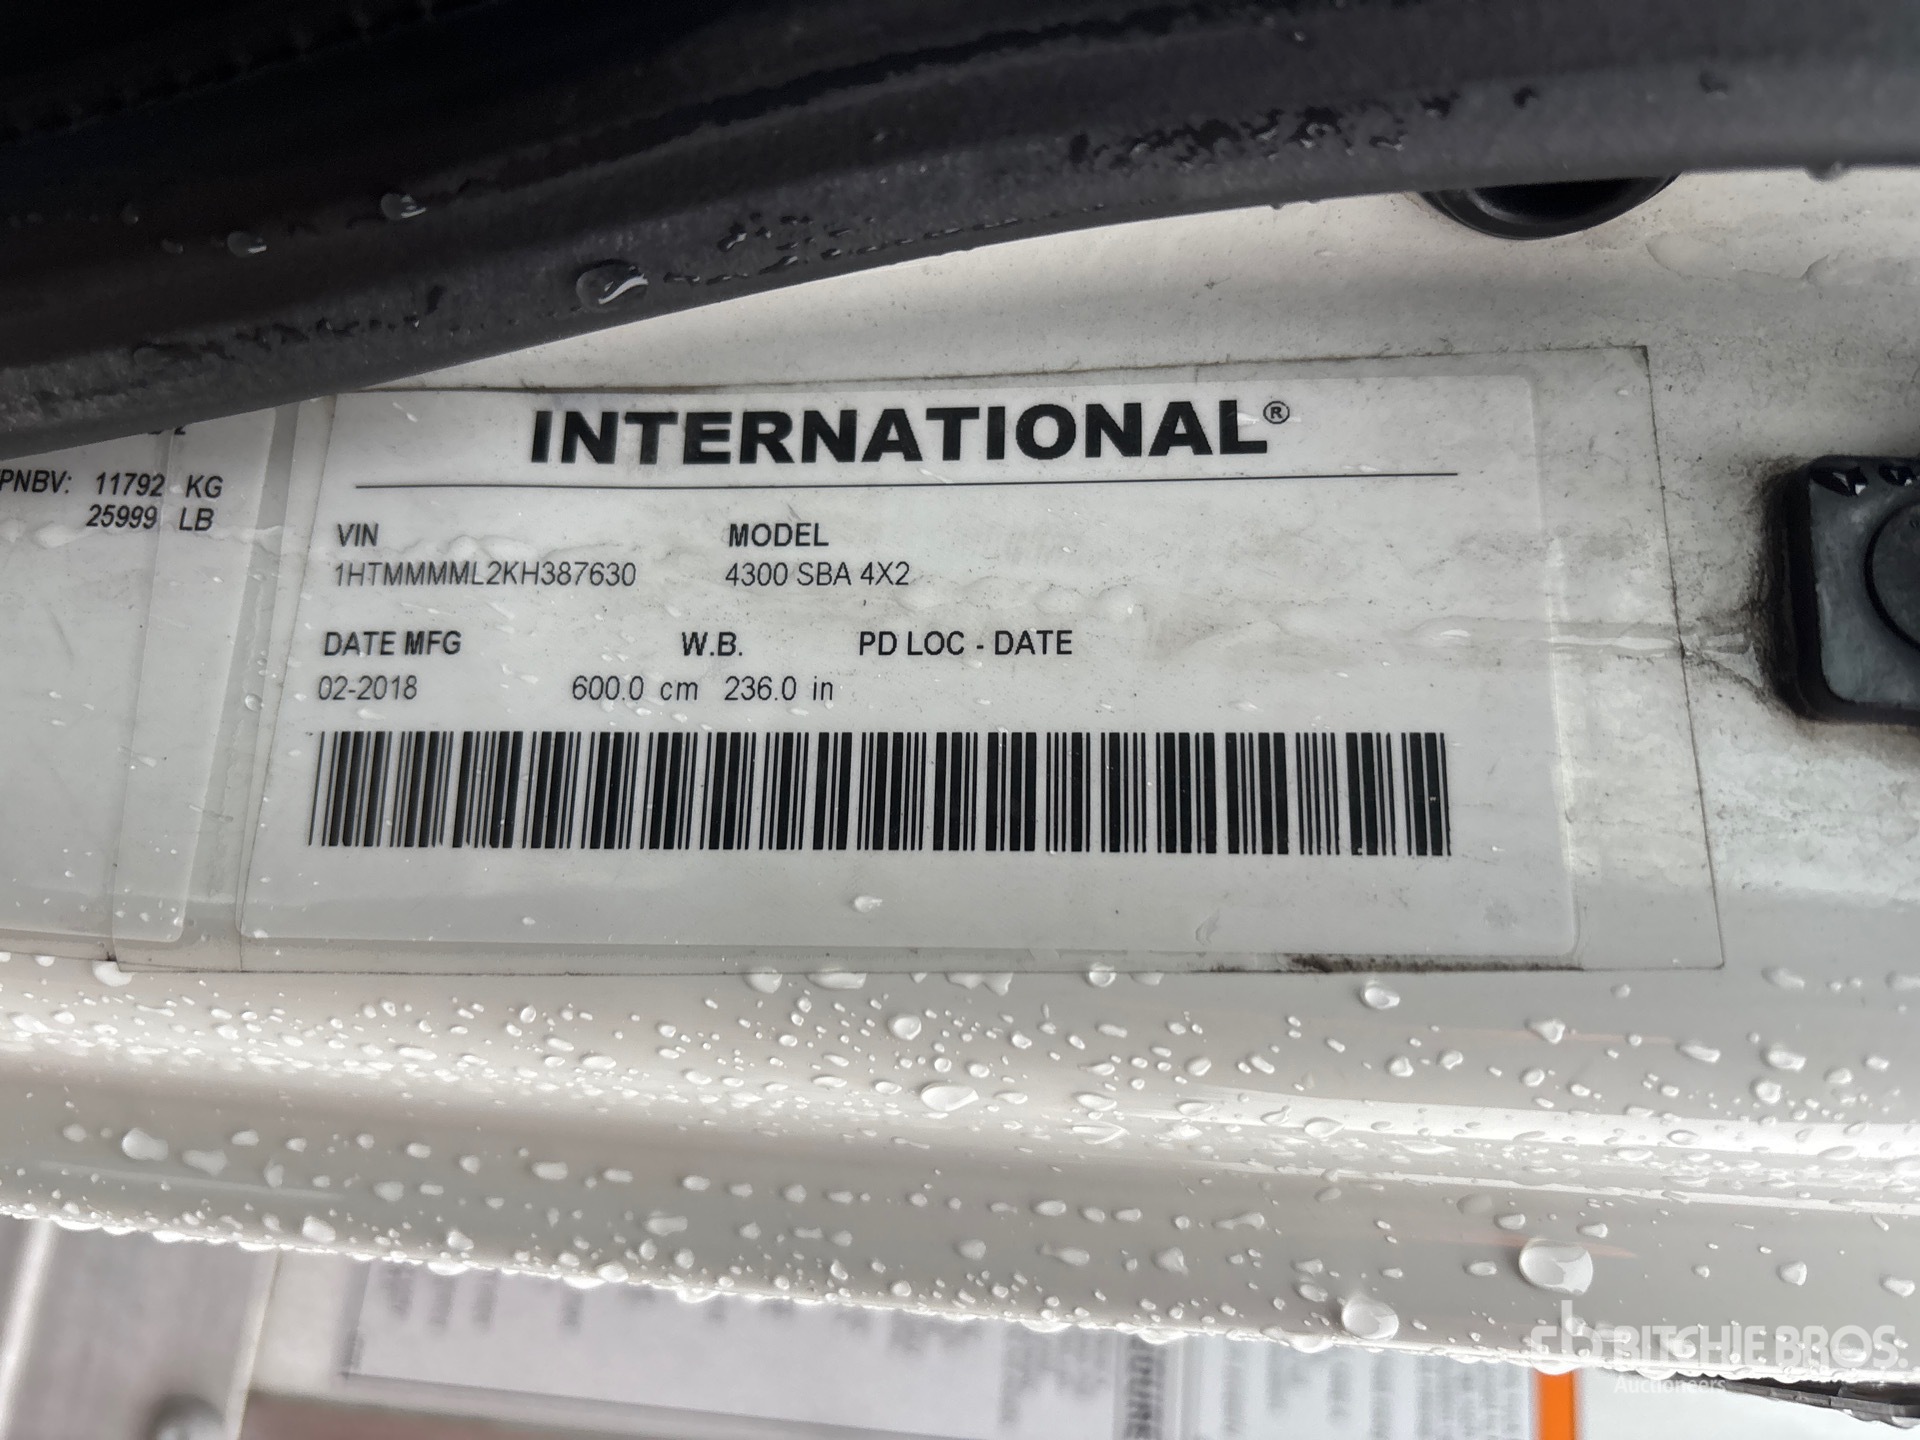 INTERNATIONAL®
PNBV: 11792 KG
25999 LB
VIN MODEL
1HTMMMML2KH387630 4300 SBA 4X2
DATE MFG W.B. PD LOC - DATE
02-2018 600.0 cm 236.0 in
RITCHIE BROS.
Auctioneers